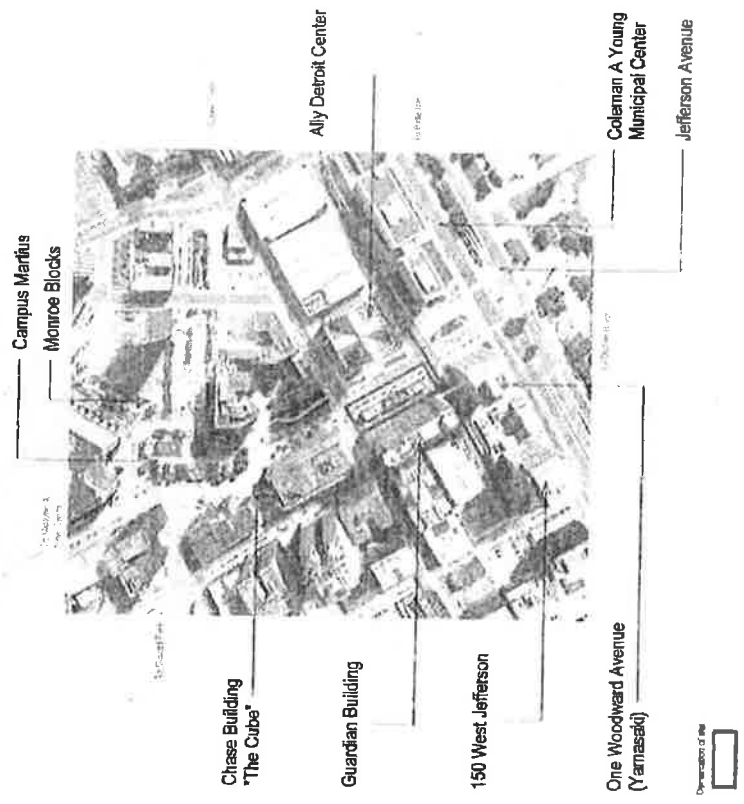 Campus Martius
Monroe Blocks
Ally Detroit Center
Coleman A Young
Municipal Center
Jefferson Avenue
Chase Building
"The Cube"
Guardian Building
150 West Jefferson
One Woodward Avenue
(Yamasaki)
of